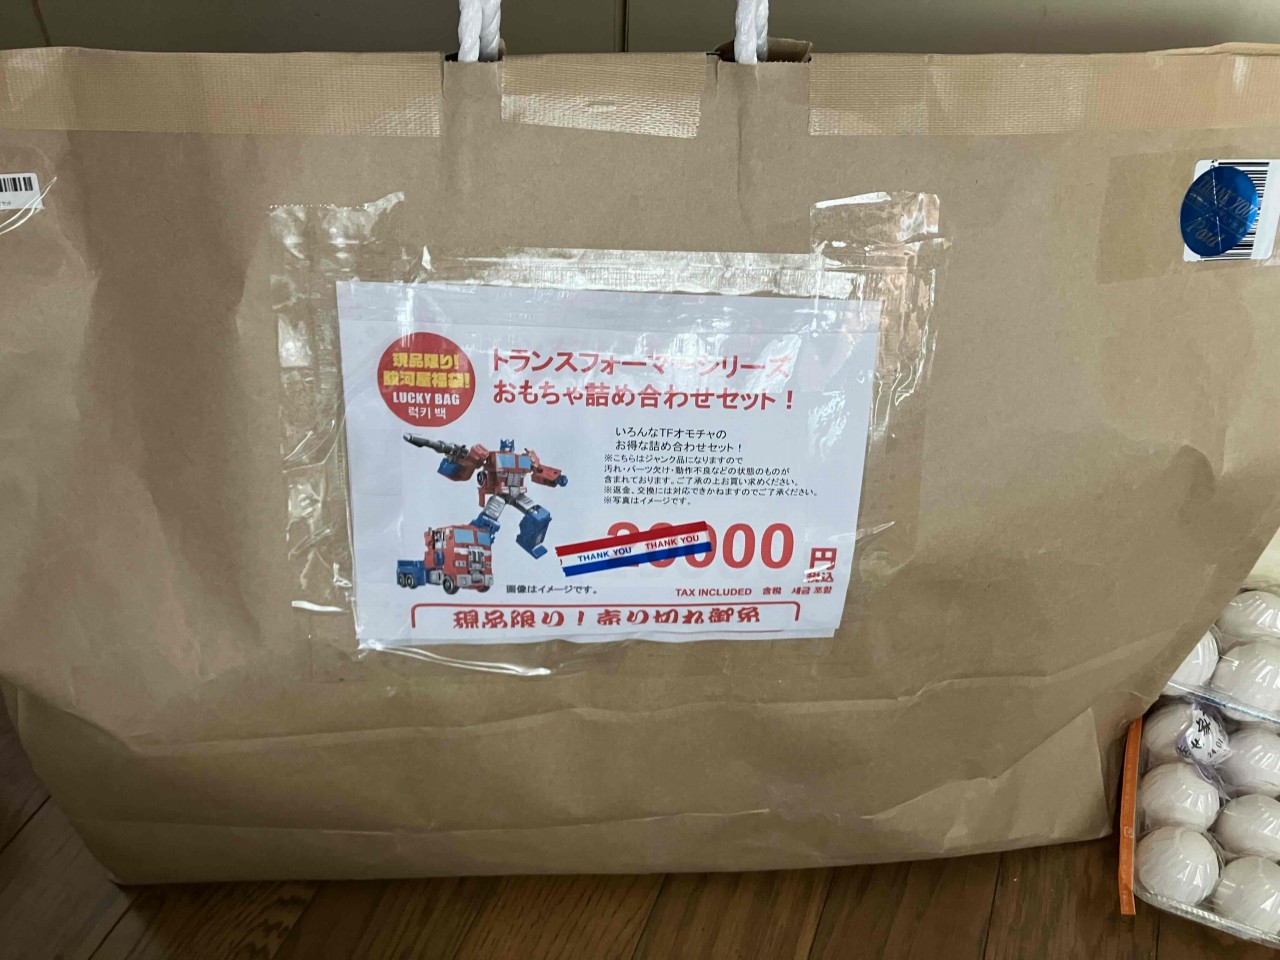 現品限り!
駿河屋福袋!
LUCKY BAG
럭키 백
トランスフォーマーシリーズ
おもちゃ詰め合わせセット!
いろんなTFオモチャの
お得な詰め合わせセット!
※こちらはジャンク品になりますので
汚れ・パーツ欠け・動作不良などの状態のものが
含まれております。ご了承の上お買い求めください。
※返金、交換には対応できかねますのでご了承ください。
※写真はイメージです。
000
円
税込
THANK YOU THANK YOU
画像はイメージです。
TAX INCLUDED 含税 세금 포함
現品限り!売り切れ御免
THANK YOU
Paid